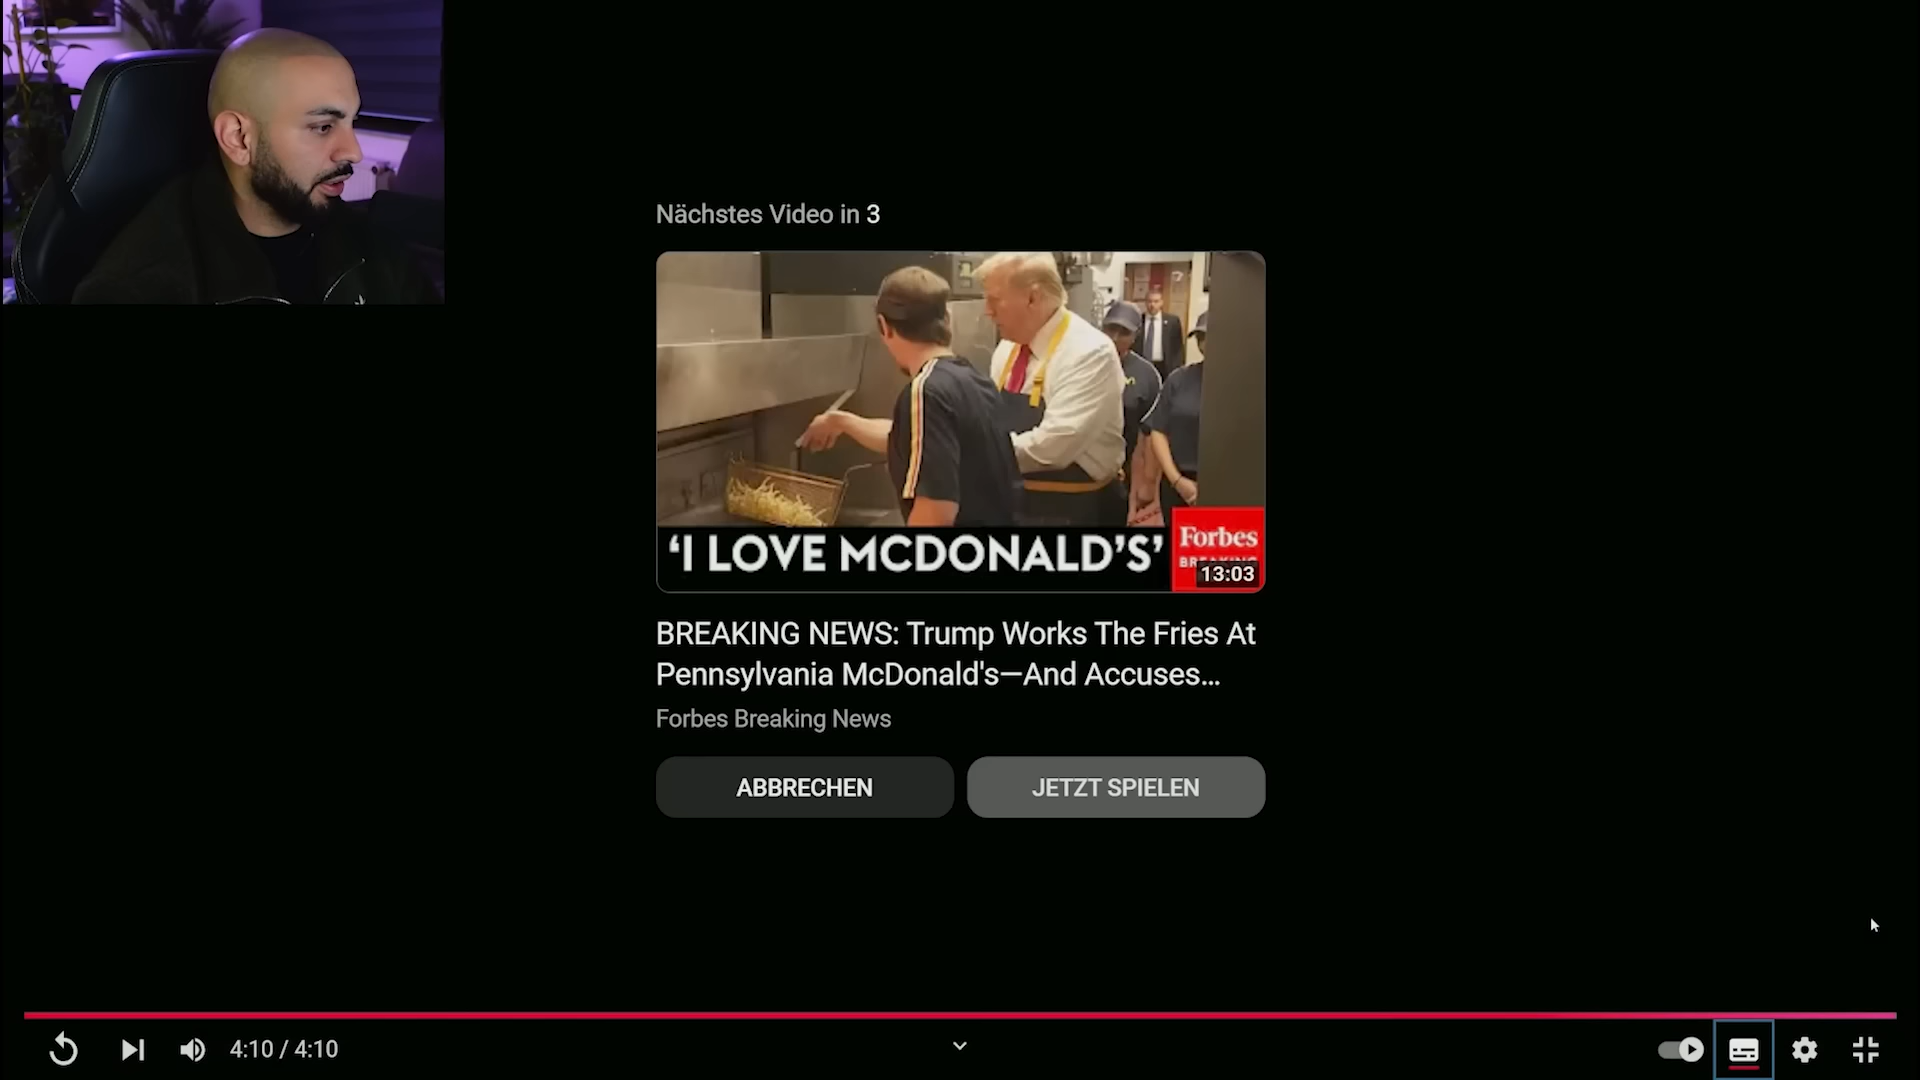 Nächstes Video in 3
'I LOVE MCDONALD'S'
Forbes
BREAKING
13:03
BREAKING NEWS: Trump Works The Fries At
Pennsylvania McDonald's—And Accuses...
Forbes Breaking News
ABBRECHEN
JETZT SPIELEN
4:10 / 4:10